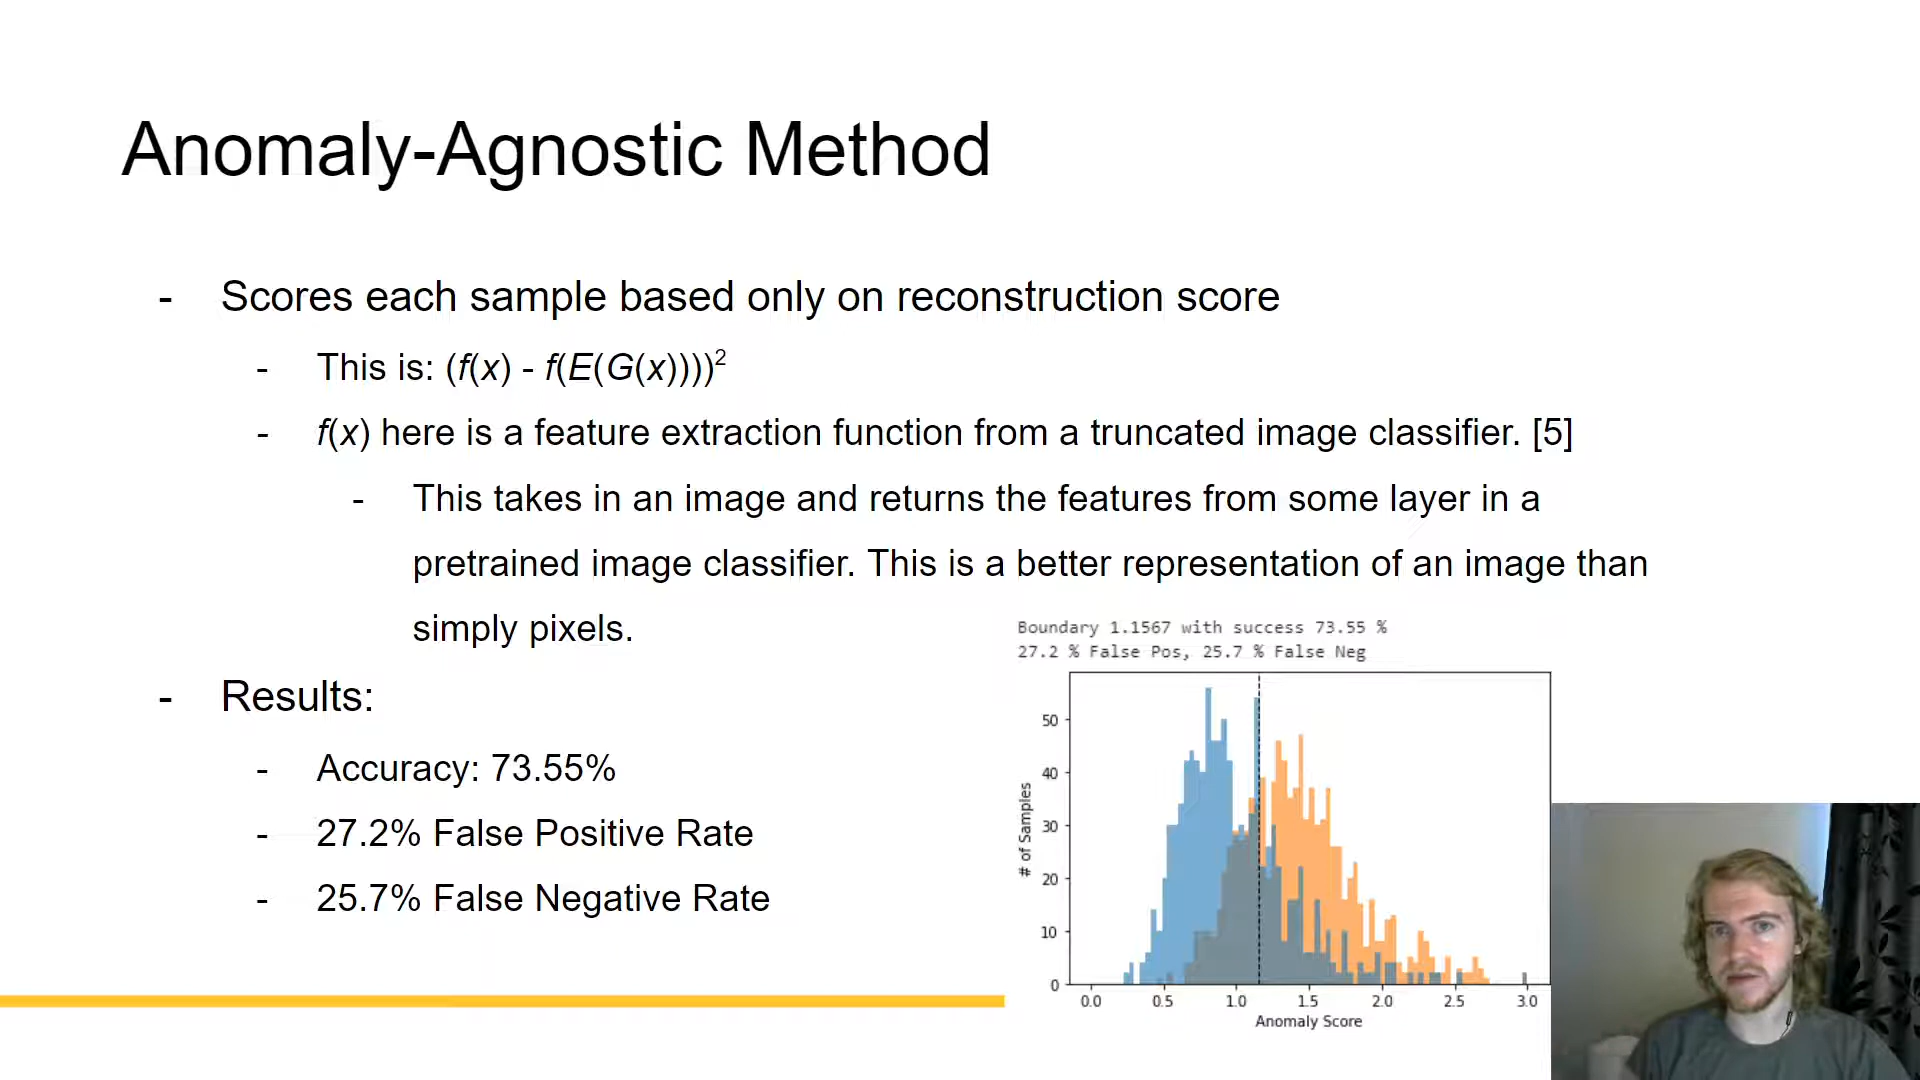 Anomaly-Agnostic Method
- Scores each sample based only on reconstruction score
- This is: (f(x) - f(E(G(x))))²
- f(x) here is a feature extraction function from a truncated image classifier. [5]
- This takes in an image and returns the features from some layer in a
pretrained image classifier. This is a better representation of an image than
simply pixels.
- Results:
- Accuracy: 73.55%
- 27.2% False Positive Rate
- 25.7% False Negative Rate
Boundary 1.1567 with success 73.55 %
27.2 % False Pos, 25.7 % False Neg
# of Samples
50
40
30
20
10
0
0.0 0.5 1.0 1.5 2.0 2.5 3.0
Anomaly Score